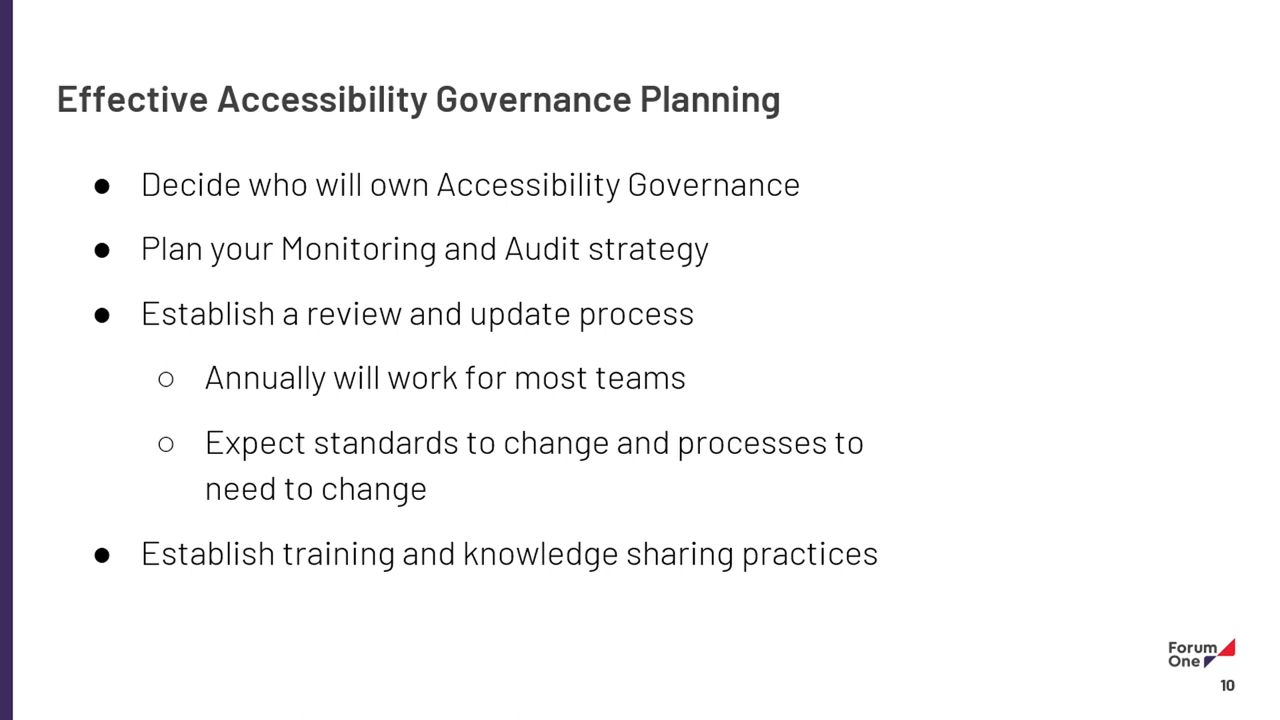 Effective Accessibility Governance Planning
● Decide who will own Accessibility Governance
● Plan your Monitoring and Audit strategy
● Establish a review and update process
○ Annually will work for most teams
○ Expect standards to change and processes to
need to change
● Establish training and knowledge sharing practices
Forum
One
10